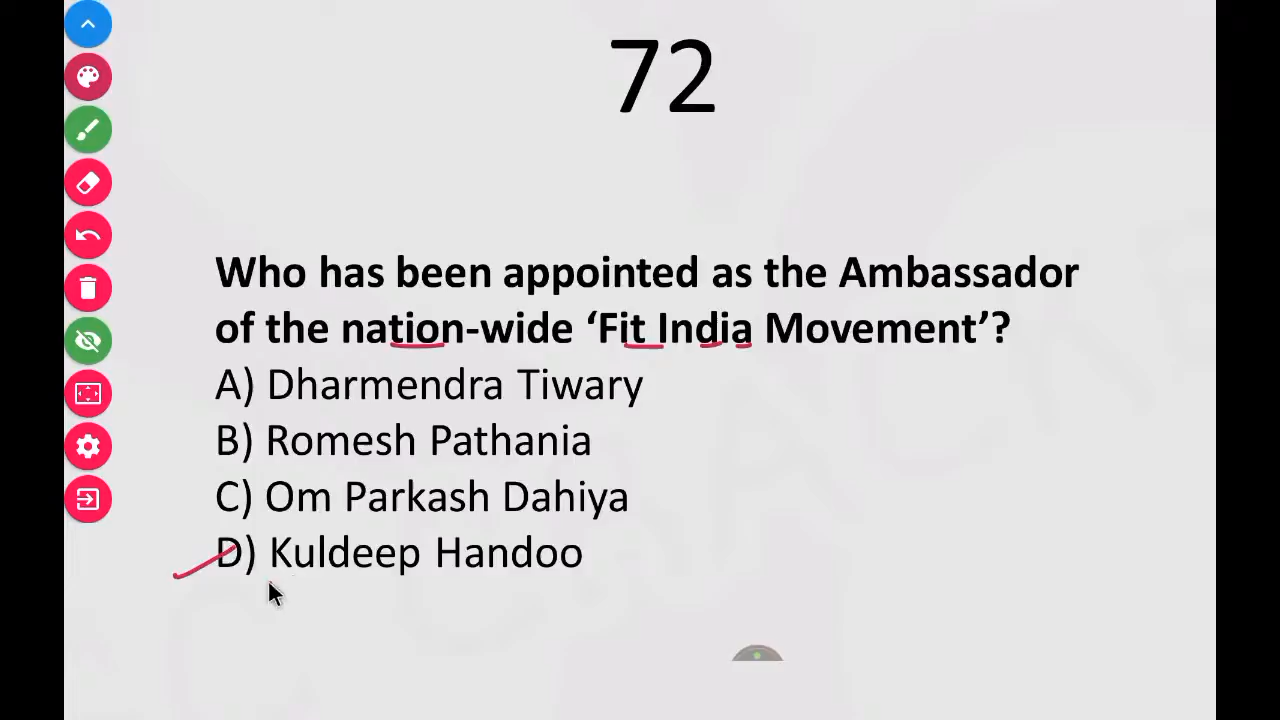 72
Who has been appointed as the Ambassador
of the nation-wide ‘Fit India Movement’?
A) Dharmendra Tiwary
B) Romesh Pathania
C) Om Parkash Dahiya
D) Kuldeep Handoo